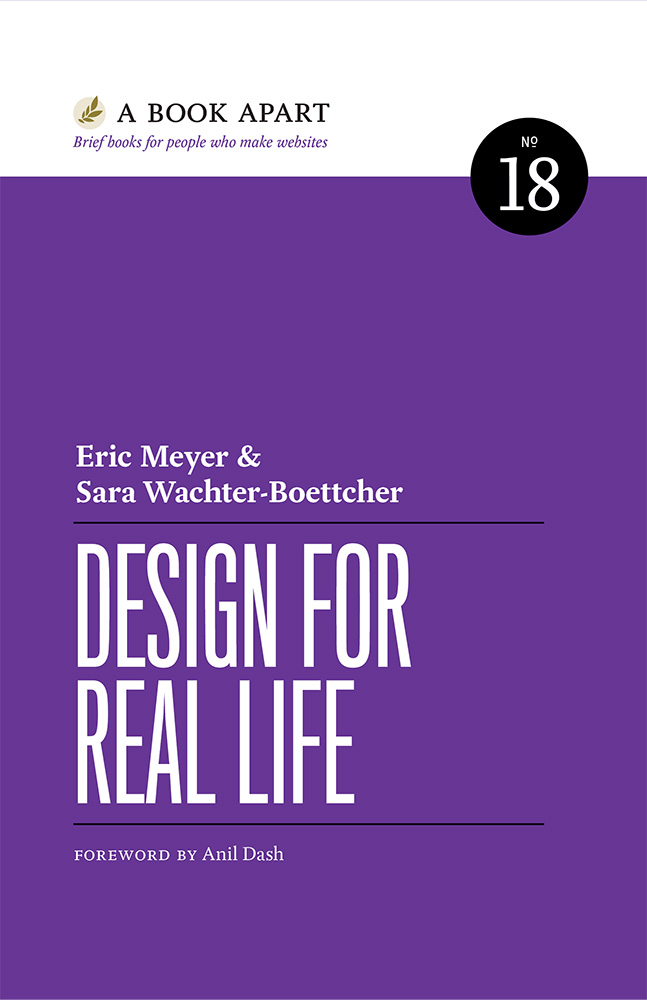 A BOOK APART
Brief books for people who make websites
Nº
18
Eric Meyer &
Sara Wachter-Boettcher
DESIGN FOR
REAL LIFE
FOREWORD BY Anil Dash